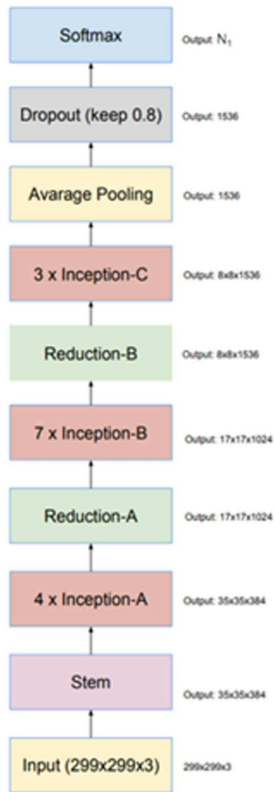 Softmax
Output: N₁
Dropout (keep 0.8)
Output: 1536
Avarage Pooling
Output: 1536
3 x Inception-C
Output: 8x8x1536
Reduction-B
Output: 8x8x1536
7 x Inception-B
Output: 17x17x1024
Reduction-A
Output: 17x17x1024
4 x Inception-A
Output: 35x35x384
Stem
Output: 35x35x384
Input (299x299x3)
299x299x3